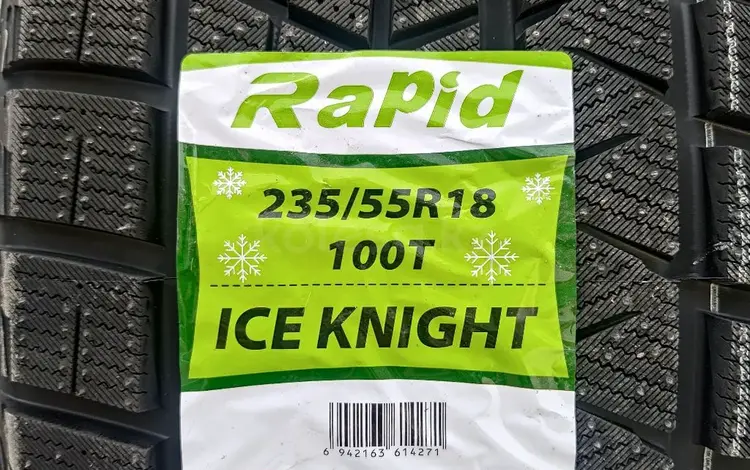 Rapid
235/55R18
100T
ICE KNIGHT
6 942163 614271